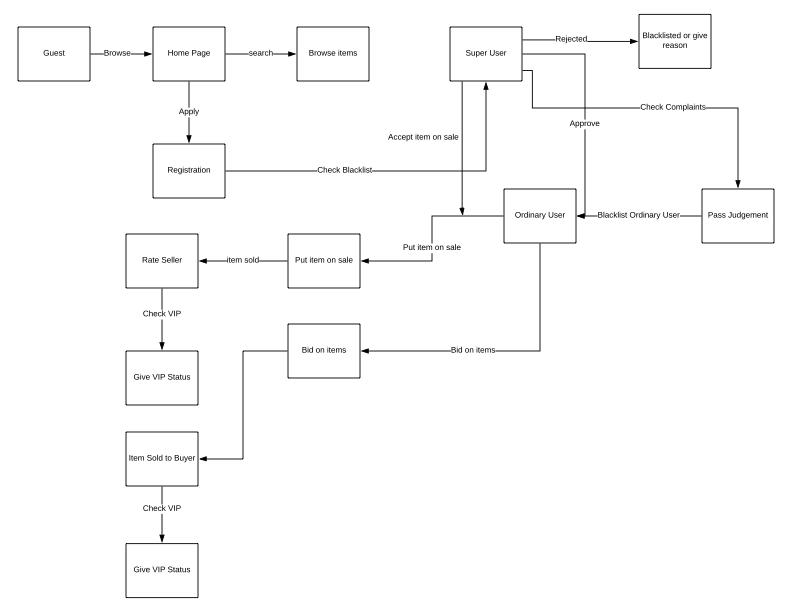 Guest
Browse
Home Page
search
Browse items
Super User
Rejected
Blacklisted or give
reason
Apply
Check Complaints
Approve
Accept item on sale
Registration
Check Blacklist
Ordinary User
Blacklist Ordinary User
Pass Judgement
Put item on sale
Rate Seller
item sold
Put item on sale
Check VIP
Bid on items
Bid on items
Give VIP Status
Item Sold to Buyer
Check VIP
Give VIP Status